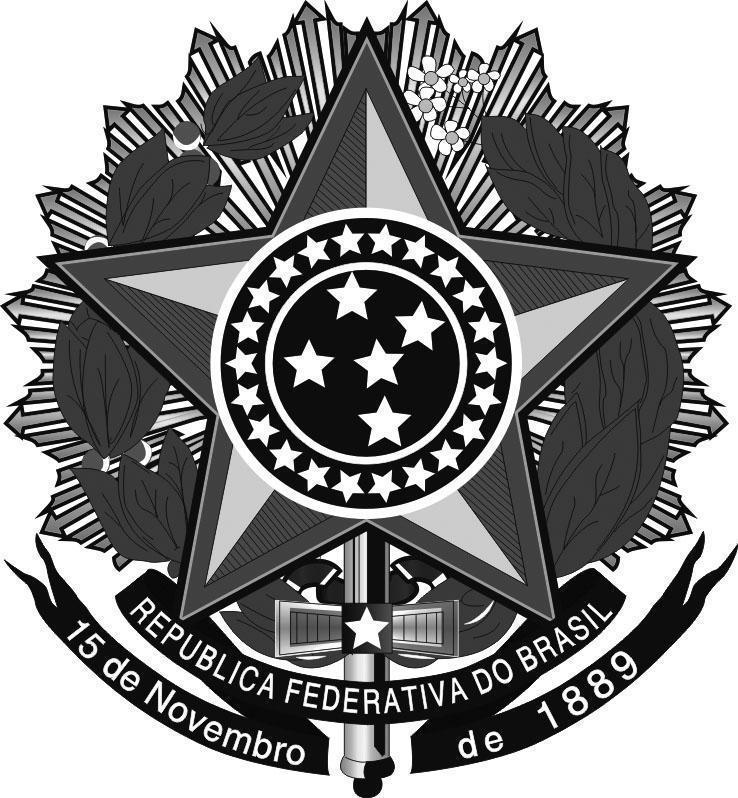 REPUBLICA FEDERATIVA DO BRASIL
15 de Novembro de 1889